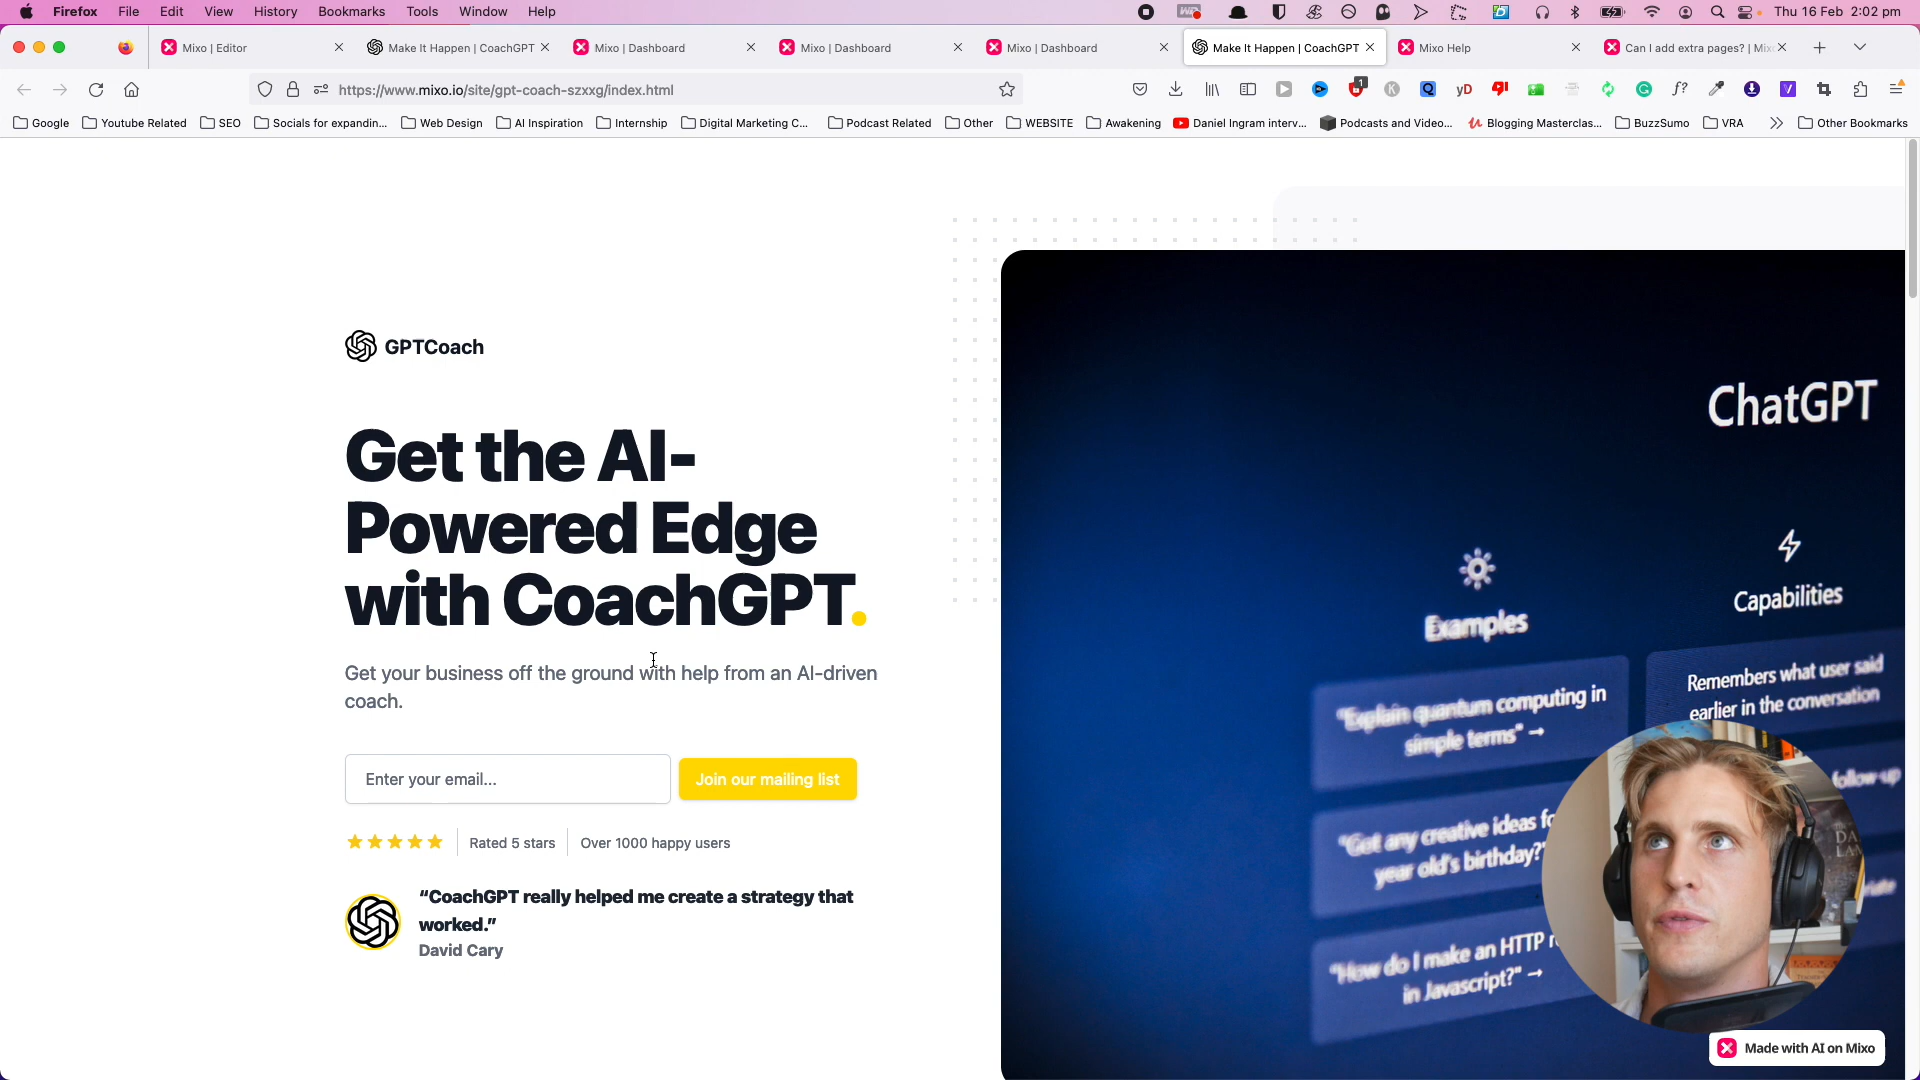 Firefox File Edit View History Bookmarks Tools Window Help Thu 16 Feb 2:02 pm
Mixo | Editor Make It Happen | CoachGPT Mixo | Dashboard Mixo | Dashboard Mixo | Dashboard Make It Happen | CoachGPT Mixo Help Can I add extra pages? | Mix
https://www.mixo.io/site/gpt-coach-szxxg/index.html 1 yD f?
Google Youtube Related SEO Socials for expandin... Web Design AI Inspiration Internship Digital Marketing C... Podcast Related Other WEBSITE Awakening Daniel Ingram interv... Podcasts and Video... Blogging Masterclas... BuzzSumo VRA Other Bookmarks
GPTCoach
Get the AI-
Powered Edge
with CoachGPT.
Get your business off the ground with help from an AI-driven
coach.
Enter your email... Join our mailing list
Rated 5 stars Over 1000 happy users
“CoachGPT really helped me create a strategy that
worked.”
David Cary
ChatGPT
Examples
Capabilities
"Explain quantum computing in
simple terms" →
Remembers what user said
earlier in the conversation
"Got any creative ideas fo
year old's birthday?"
follow-up
"How do I make an HTTP r
in Javascript?" →
Made with AI on Mixo